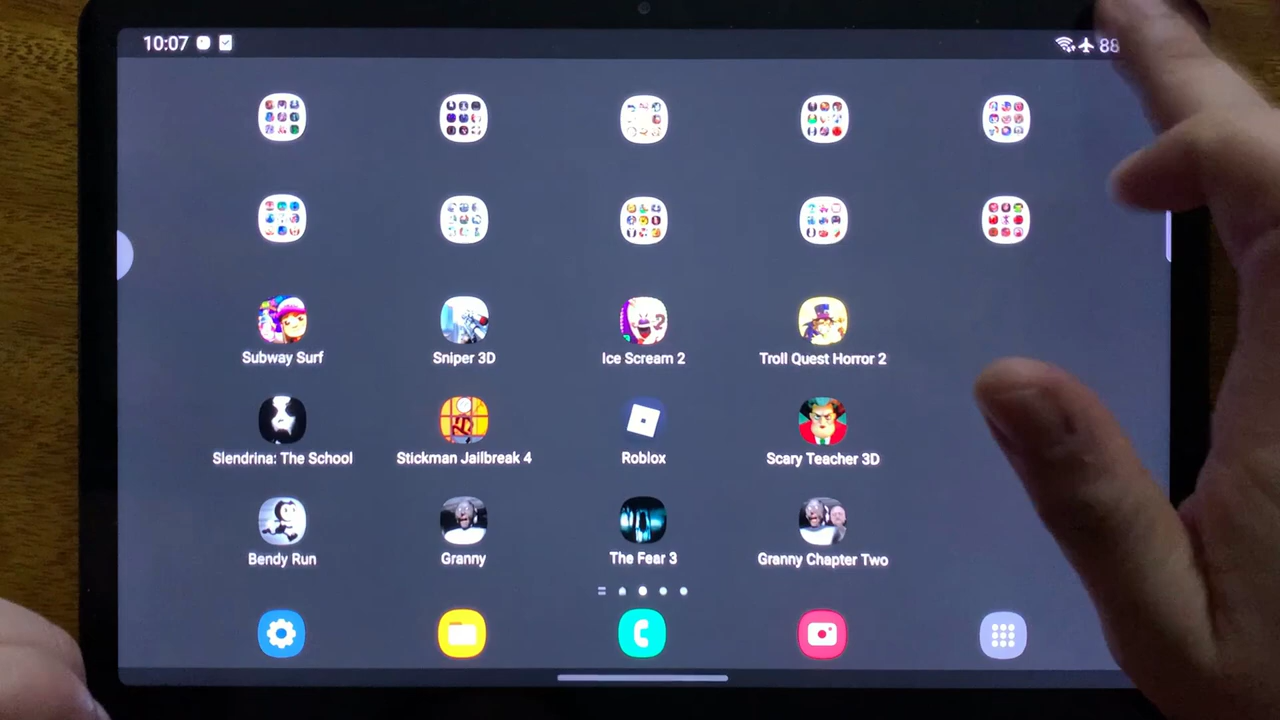 10:07 88
Subway Surf Sniper 3D Ice Scream 2 Troll Quest Horror 2
Slendrina: The School Stickman Jailbreak 4 Roblox Scary Teacher 3D
Bendy Run Granny The Fear 3 Granny Chapter Two